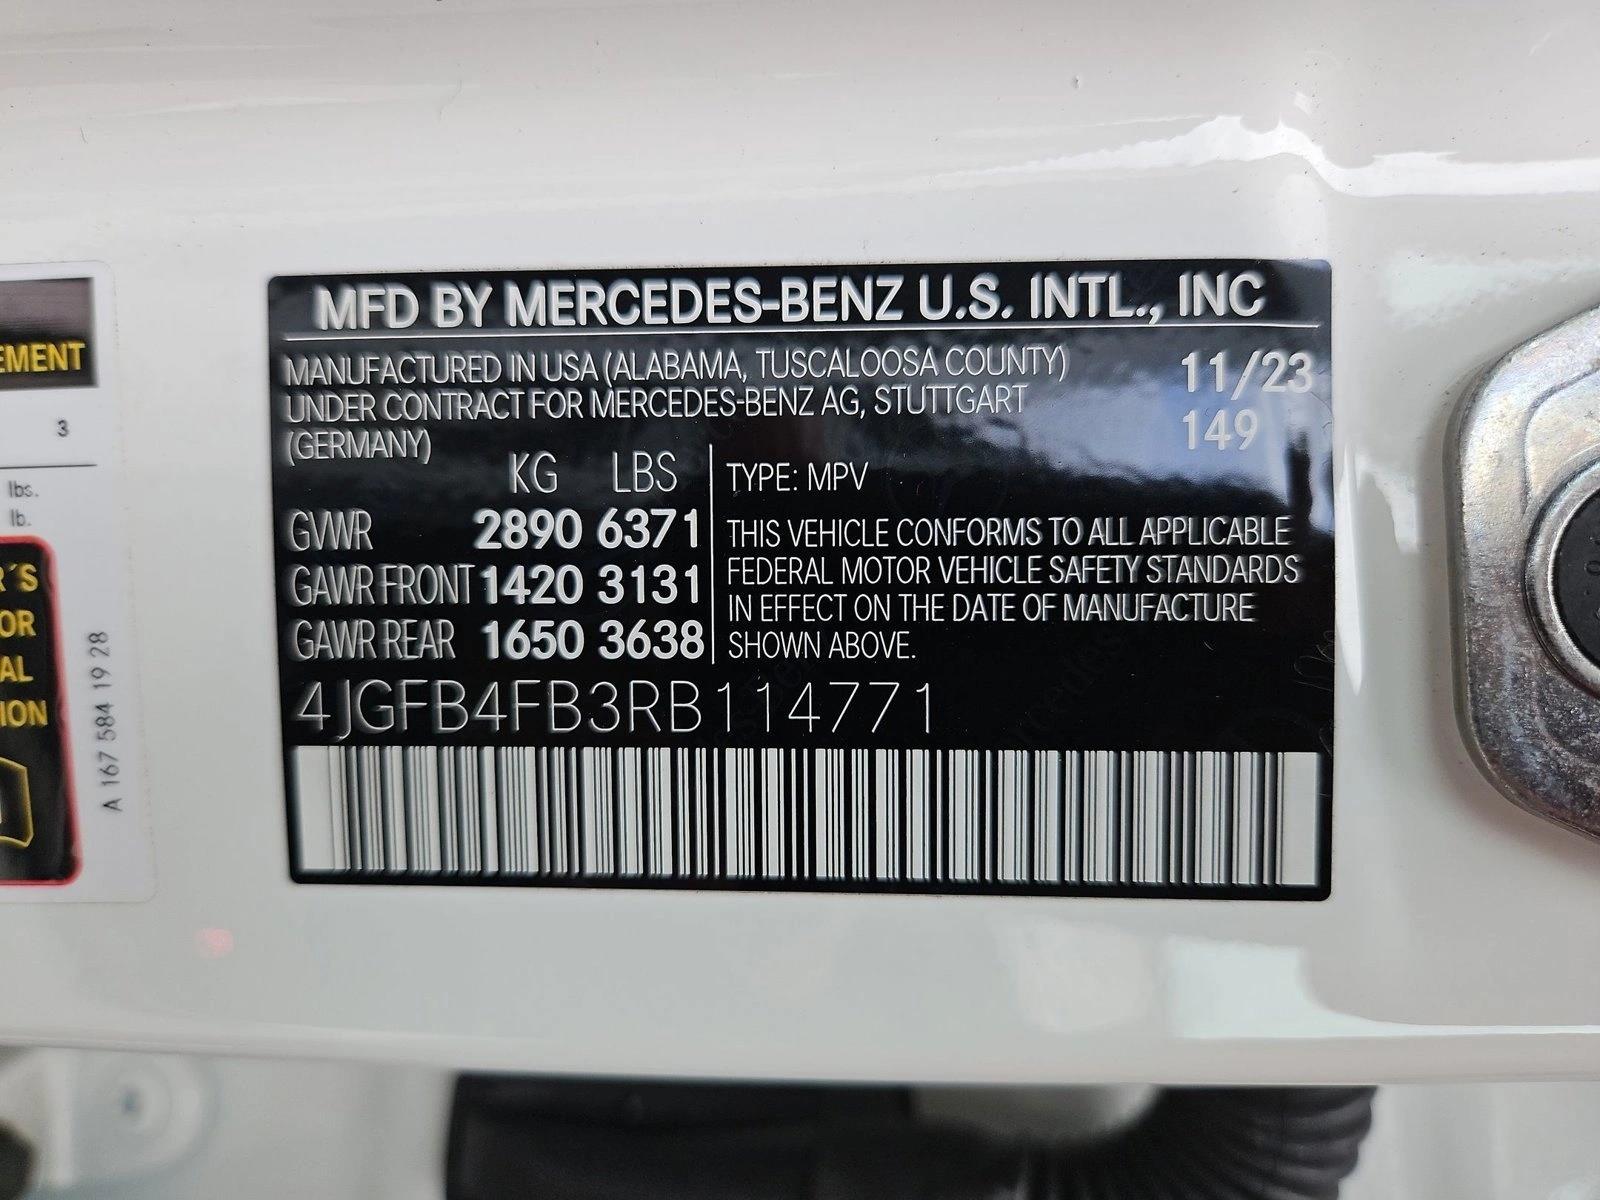 MFD BY MERCEDES-BENZ U.S. INTL., INC
MANUFACTURED IN USA (ALABAMA, TUSCALOOSA COUNTY) 11/23
UNDER CONTRACT FOR MERCEDES-BENZ AG, STUTTGART 149
(GERMANY)
KG LBS
GVWR 2890 6371
GAWR FRONT 1420 3131
GAWR REAR 1650 3638
TYPE: MPV
THIS VEHICLE CONFORMS TO ALL APPLICABLE
FEDERAL MOTOR VEHICLE SAFETY STANDARDS
IN EFFECT ON THE DATE OF MANUFACTURE
SHOWN ABOVE.
4JGFB4FB3RB114771
EMENT
3
lbs.
lb.
R´S
OR
AL
ION
A 167 584 19 28